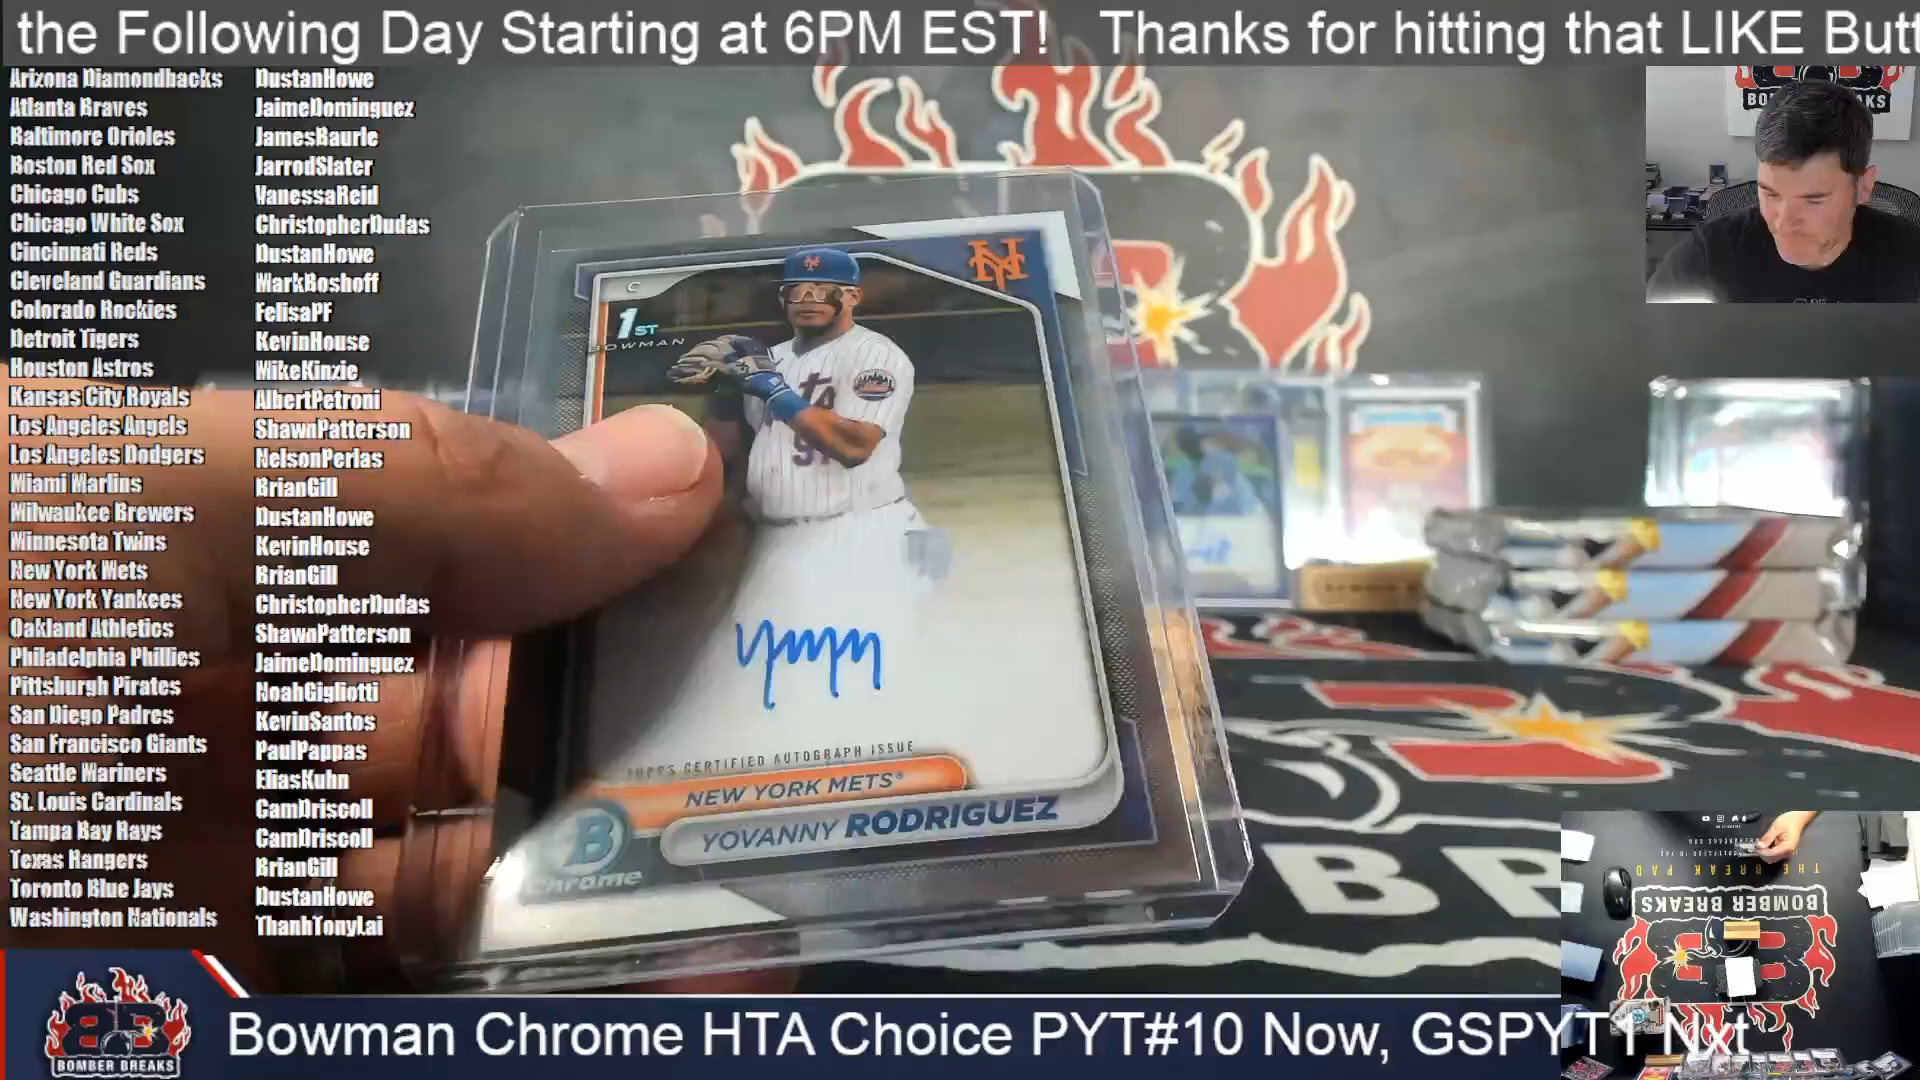 the Following Day Starting at 6PM EST! Thanks for hitting that LIKE Butt
Arizona Diamondbacks DustanHowe
Atlanta Braves JaimeDominguez
Baltimore Orioles JamesBaurle
Boston Red Sox JarrodSlater
Chicago Cubs VanessaReid
Chicago White Sox ChristopherDudas
Cincinnati Reds DustanHowe
Cleveland Guardians MarkBoshoff
Colorado Rockies FelisaPF
Detroit Tigers KevinHouse
Houston Astros MikeKinzie
Kansas City Royals AlbertPetroni
Los Angeles Angels ShawnPatterson
Los Angeles Dodgers NelsonPerlas
Miami Marlins BrianGill
Milwaukee Brewers DustanHowe
Minnesota Twins KevinHouse
New York Mets BrianGill
New York Yankees ChristopherDudas
Oakland Athletics ShawnPatterson
Philadelphia Phillies JaimeDominguez
Pittsburgh Pirates NoahGigliotti
San Diego Padres KevinSantos
San Francisco Giants PaulPappas
Seattle Mariners EliasKuhn
St. Louis Cardinals CamDriscoll
Tampa Bay Rays CamDriscoll
Texas Rangers BrianGill
Toronto Blue Jays DustanHowe
Washington Nationals ThanhTonyLai
C
NY
1ST
BOWMAN
TOPPS CERTIFIED AUTOGRAPH ISSUE
NEW YORK METS®
YOVANNY RODRIGUEZ
B
Chrome
B BR
THE BREAK PAD
BOMBER BREAKS
BOMBER BREAKS
Bowman Chrome HTA Choice PYT#10 Now, GSPYT1 Nxt